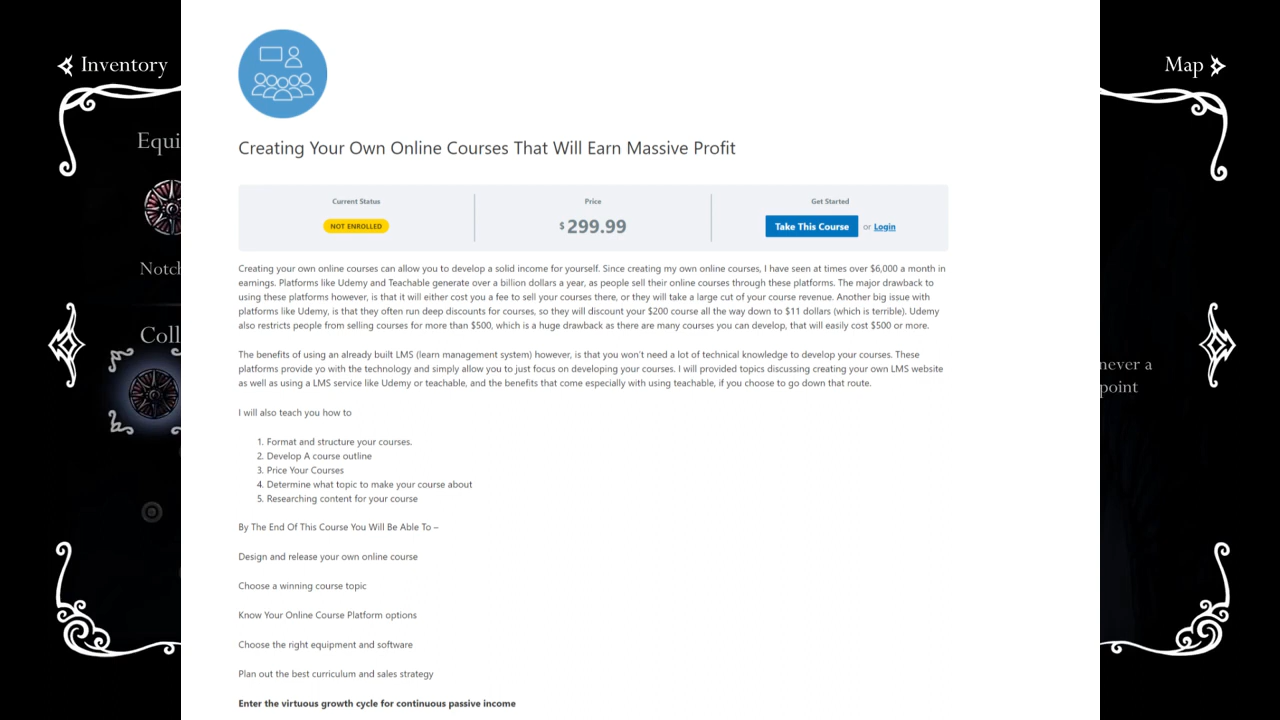 Inventory
Map
Equi
Creating Your Own Online Courses That Will Earn Massive Profit
Current Status
Price
Get Started
NOT ENROLLED
$299.99
Take This Course or Login
Notch
Creating your own online courses can allow you to develop a solid income for yourself. Since creating my own online courses, I have seen at times over $6,000 a month in
earnings. Platforms like Udemy and Teachable generate over a billion dollars a year, as people sell their online courses through these platforms. The major drawback to
using these platforms however, is that it will either cost you a fee to sell your courses there, or they will take a large cut of your course revenue. Another big issue with
platforms like Udemy, is that they often run deep discounts for courses, so they will discount your $200 course all the way down to $11 dollars (which is terrible). Udemy
also restricts people from selling courses for more than $500, which is a huge drawback as there are many courses you can develop, that will easily cost $500 or more.
Coll
The benefits of using an already built LMS (learn management system) however, is that you won't need a lot of technical knowledge to develop your courses. These
platforms provide yo with the technology and simply allow you to just focus on developing your courses. I will provided topics discussing creating your own LMS website
as well as using a LMS service like Udemy or teachable, and the benefits that come especially with using teachable, if you choose to go down that route.
never a
point
I will also teach you how to
1. Format and structure your courses.
2. Develop A course outline
3. Price Your Courses
4. Determine what topic to make your course about
5. Researching content for your course
By The End Of This Course You Will Be Able To –
Design and release your own online course
Choose a winning course topic
Know Your Online Course Platform options
Choose the right equipment and software
Plan out the best curriculum and sales strategy
Enter the virtuous growth cycle for continuous passive income